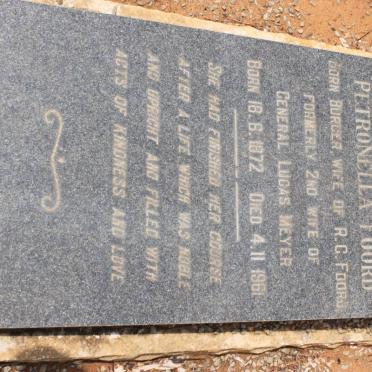 PETRONELLA FOORD
BORN BURGER WIFE OF R.C. FOORD
FORMERLY 2ND WIFE OF
GENERAL LUCAS MEYER
BORN 18.6.1872 DIED 4.11.1961
SHE HAD FINISHED HER COURSE
AFTER A LIFE WHICH WAS NOBLE
AND UPRIGHT AND FILLED WITH
ACTS OF KINDNESS AND LOVE